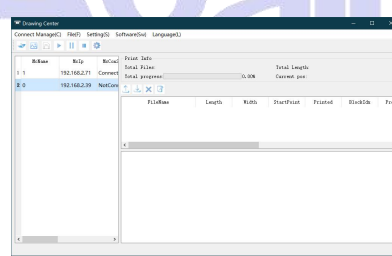 Drawing Center
Connect Manage(C) File(F) Setting(S) Software(Sw) Language(L)
McName McIp McConf
1 1 192.168.2.71 Connect
2 0 192.168.2.39 NotConn
Print Info
Total Files: Total Length:
Total progress: 0.00% Current pos:
FileName Length Width StartPoint Printed BlockIdx Pro